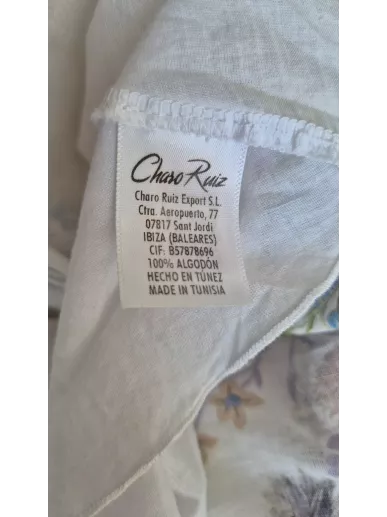 Charo Ruiz
Charo Ruiz Export S.L.
Ctra. Aeropuerto, 77
07817 Sant Jordi
IBIZA (BALEARES)
CIF: B57878696
100% ALGODÓN
HECHO EN TÚNEZ
MADE IN TUNISIA